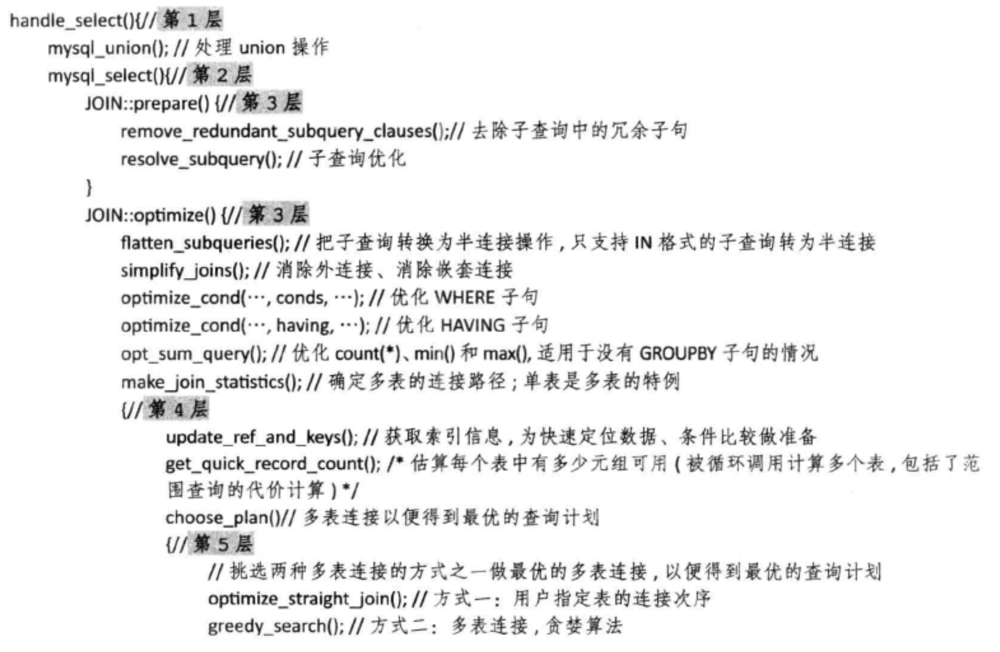 handle_select(){// 第 1 层
mysql_union(); // 处理 union 操作
mysql_select(){// 第 2 层
JOIN::prepare() {// 第 3 层
remove_redundant_subquery_clauses();// 去除子查询中的冗余子句
resolve_subquery(); // 子查询优化
}
JOIN::optimize() {// 第 3 层
flatten_subqueries(); // 把子查询转换为半连接操作，只支持 IN 格式的子查询转为半连接
simplify_joins(); // 消除外连接、消除嵌套连接
optimize_cond(…, conds, …); // 优化 WHERE 子句
optimize_cond(…, having, …); // 优化 HAVING 子句
opt_sum_query(); // 优化 count(*)、min() 和 max(), 适用于没有 GROUPBY 子句的情况
make_join_statistics(); // 确定多表的连接路径；单表是多表的特例
{// 第 4 层
update_ref_and_keys(); // 获取索引信息，为快速定位数据、条件比较做准备
get_quick_record_count(); /* 估算每个表中有多少元组可用 ( 被循环调用计算多个表，包括了范
围查询的代价计算 ) */
choose_plan()// 多表连接以便得到最优的查询计划
{// 第 5 层
// 挑选两种多表连接的方式之一做最优的多表连接，以便得到最优的查询计划
optimize_straight_join(); // 方式一：用户指定表的连接次序
greedy_search(); // 方式二：多表连接，贪婪算法